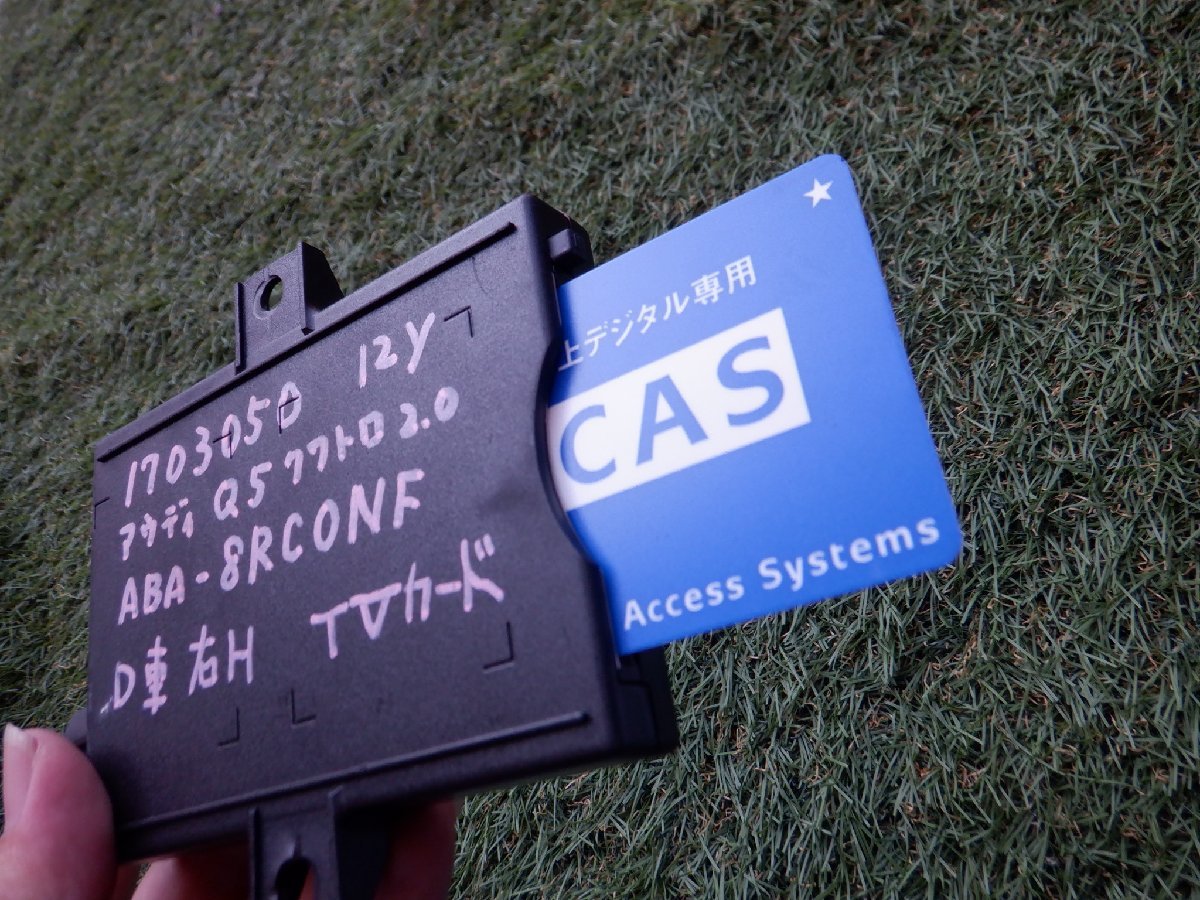 170305D 12Y
アウディ Q5 クワトロ 2.0
ABA-8RCDNF
D車 右H TVカード
上デジタル専用
CAS
Access Systems